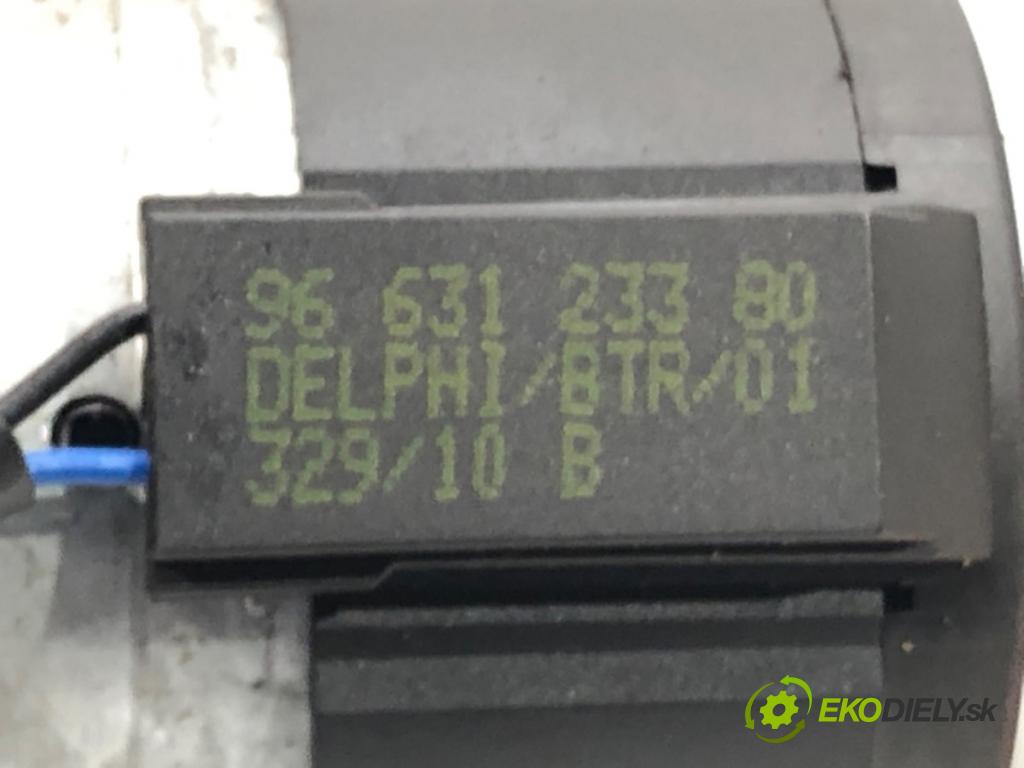 96 631 233 80
DELPHI/BTR/01
329/10 B
EKODIELY.sk